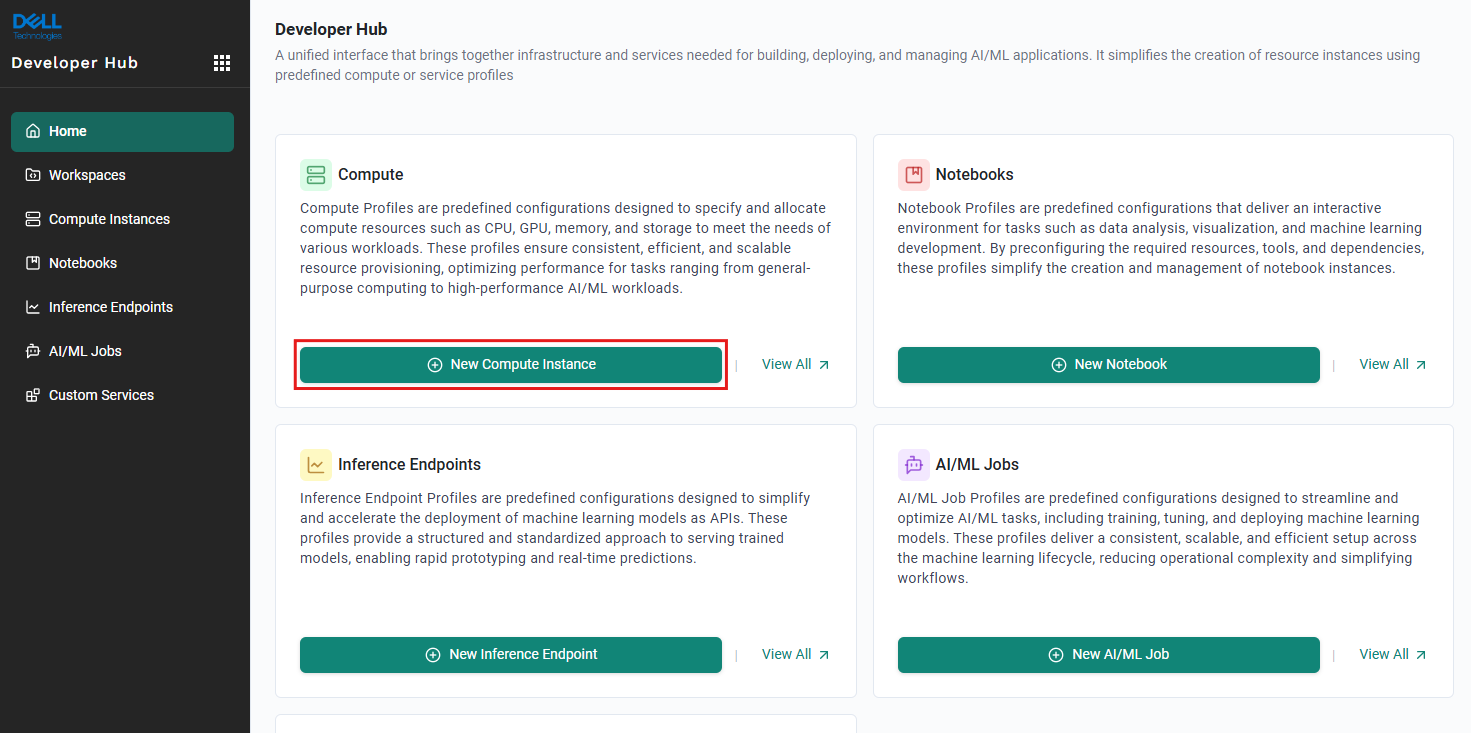 DELL
Technologies
Developer Hub
Home
Workspaces
Compute Instances
Notebooks
Inference Endpoints
AI/ML Jobs
Custom Services
Developer Hub
A unified interface that brings together infrastructure and services needed for building, deploying, and managing AI/ML applications. It simplifies the creation of resource instances using
predefined compute or service profiles
Compute
Compute Profiles are predefined configurations designed to specify and allocate
compute resources such as CPU, GPU, memory, and storage to meet the needs of
various workloads. These profiles ensure consistent, efficient, and scalable
resource provisioning, optimizing performance for tasks ranging from general-
purpose computing to high-performance AI/ML workloads.
New Compute Instance | View All
Notebooks
Notebook Profiles are predefined configurations that deliver an interactive
environment for tasks such as data analysis, visualization, and machine learning
development. By preconfiguring the required resources, tools, and dependencies,
these profiles simplify the creation and management of notebook instances.
New Notebook | View All
Inference Endpoints
Inference Endpoint Profiles are predefined configurations designed to simplify
and accelerate the deployment of machine learning models as APIs. These
profiles provide a structured and standardized approach to serving trained
models, enabling rapid prototyping and real-time predictions.
New Inference Endpoint | View All
AI/ML Jobs
AI/ML Job Profiles are predefined configurations designed to streamline and
optimize AI/ML tasks, including training, tuning, and deploying machine learning
models. These profiles deliver a consistent, scalable, and efficient setup across
the machine learning lifecycle, reducing operational complexity and simplifying
workflows.
New AI/ML Job | View All